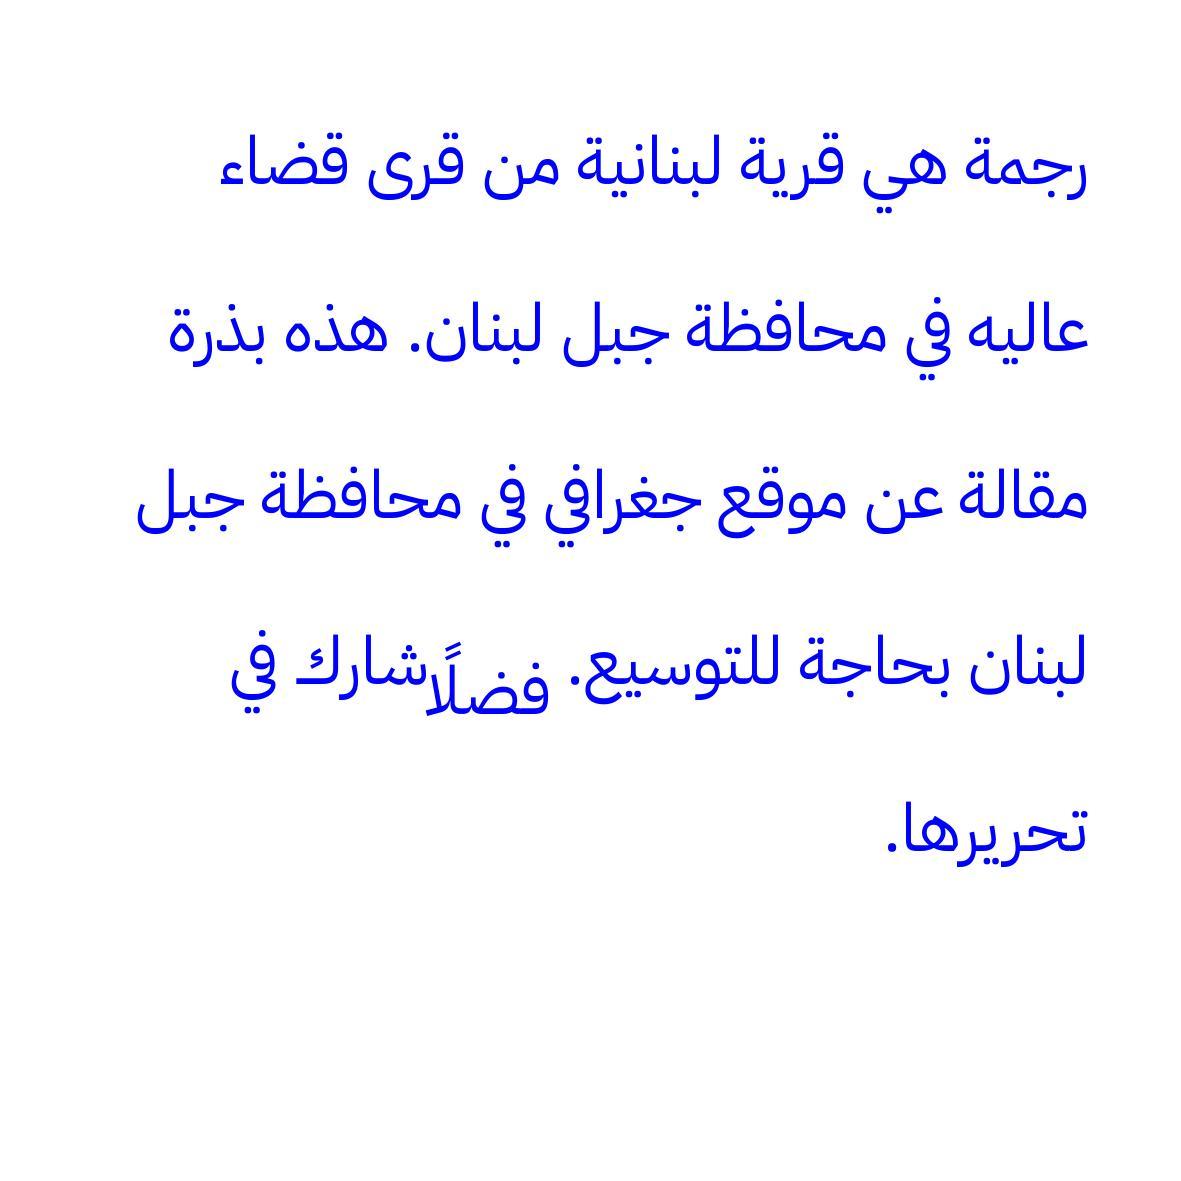 رجمة هي قرية لبنانية من قرى قضاء
عاليه في محافظة جبل لبنان. هذه بذرة
مقالة عن موقع جغرافي في محافظة جبل
لبنان بحاجة للتوسيع. فضلًا شارك في
تحريرها.